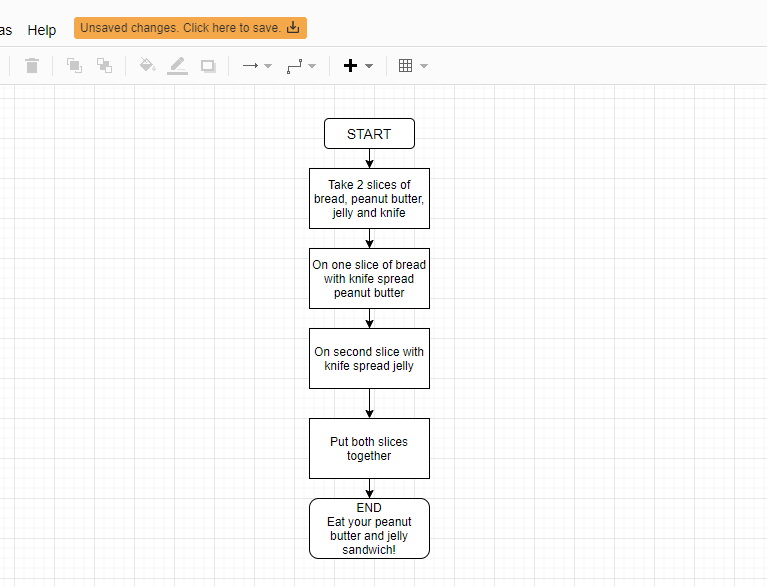 as Help Unsaved changes. Click here to save.
START
Take 2 slices of
bread, peanut butter,
jelly and knife
On one slice of bread
with knife spread
peanut butter
On second slice with
knife spread jelly
Put both slices
together
END
Eat your peanut
butter and jelly
sandwich!